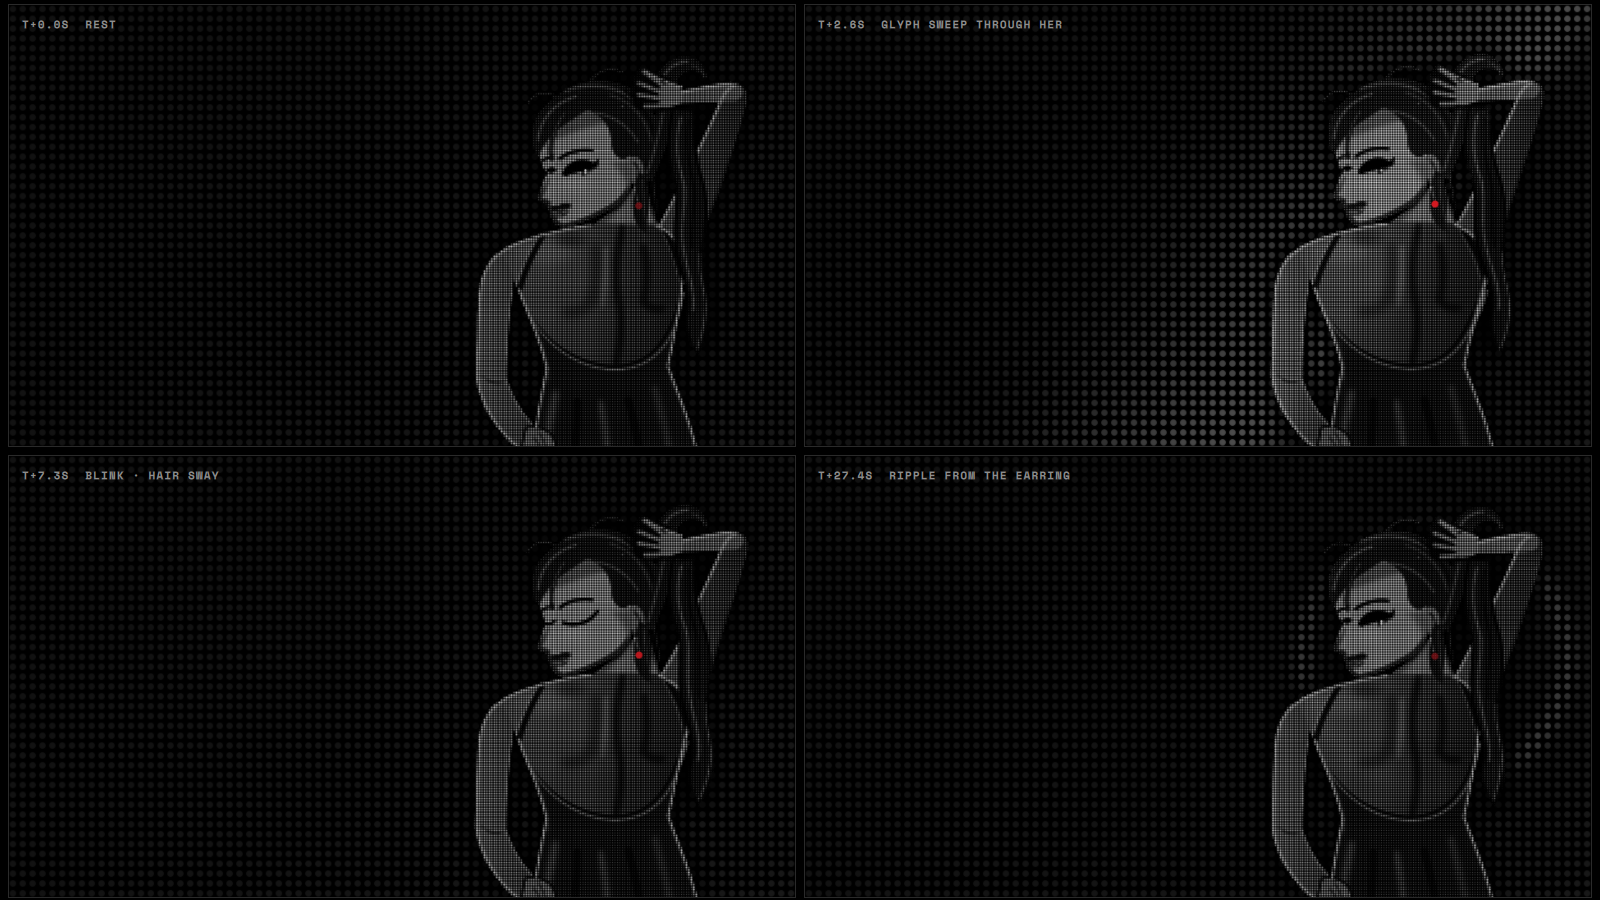 T+0.0S REST
T+2.6S GLYPH SWEEP THROUGH HER
T+7.3S BLINK · HAIR SWAY
T+27.4S RIPPLE FROM THE EARRING